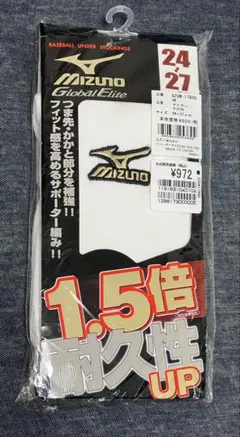 BASEBALL UNDER STOCKINGS
MIZUNO
Global Elite
24
27
つま先・かかと部分を補強!!
フィット感を高めるサポーター編み!!
MIZUNO
¥972
1.5倍
耐久性
UP